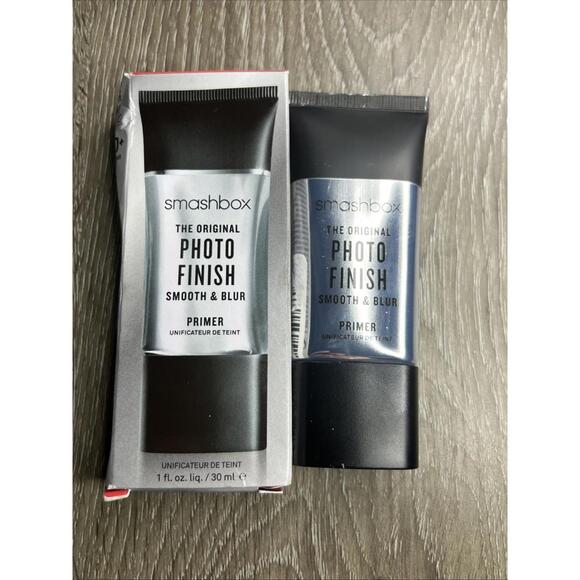 smashbox
THE ORIGINAL
PHOTO
FINISH
SMOOTH & BLUR
PRIMER
UNIFICATEUR DE TEINT
UNIFICATEUR DE TEINT
1 fl. oz. liq. / 30 ml ℮
smashbox
THE ORIGINAL
PHOTO
FINISH
SMOOTH & BLUR
PRIMER
UNIFICATEUR DE TEINT